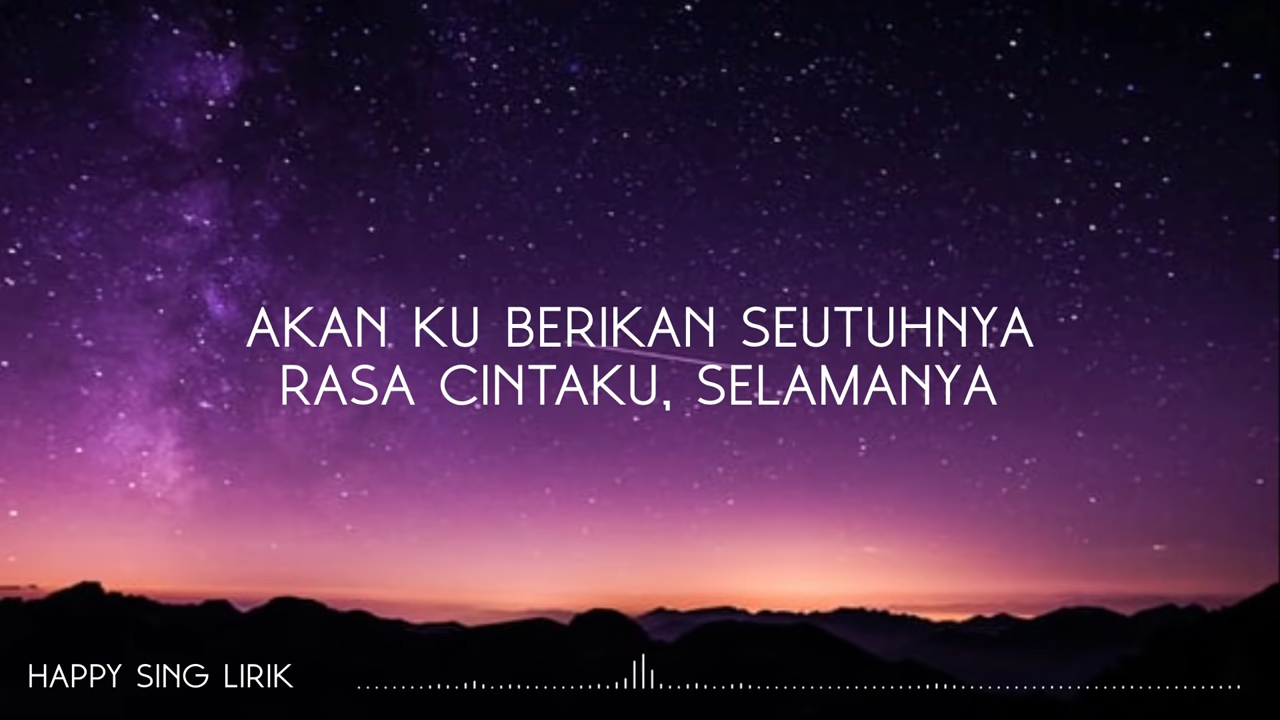 AKAN KU BERIKAN SEUTUHNYA
RASA CINTAKU, SELAMANYA
HAPPY SING LIRIK